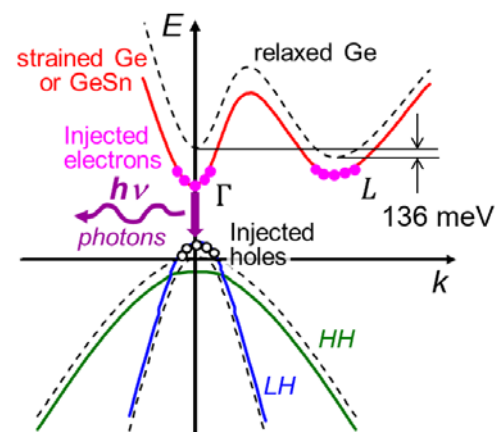 E
relaxed Ge
strained Ge
or GeSn
Injected
electrons
Γ
L
hν
136 meV
photons
Injected
holes
k
HH
LH